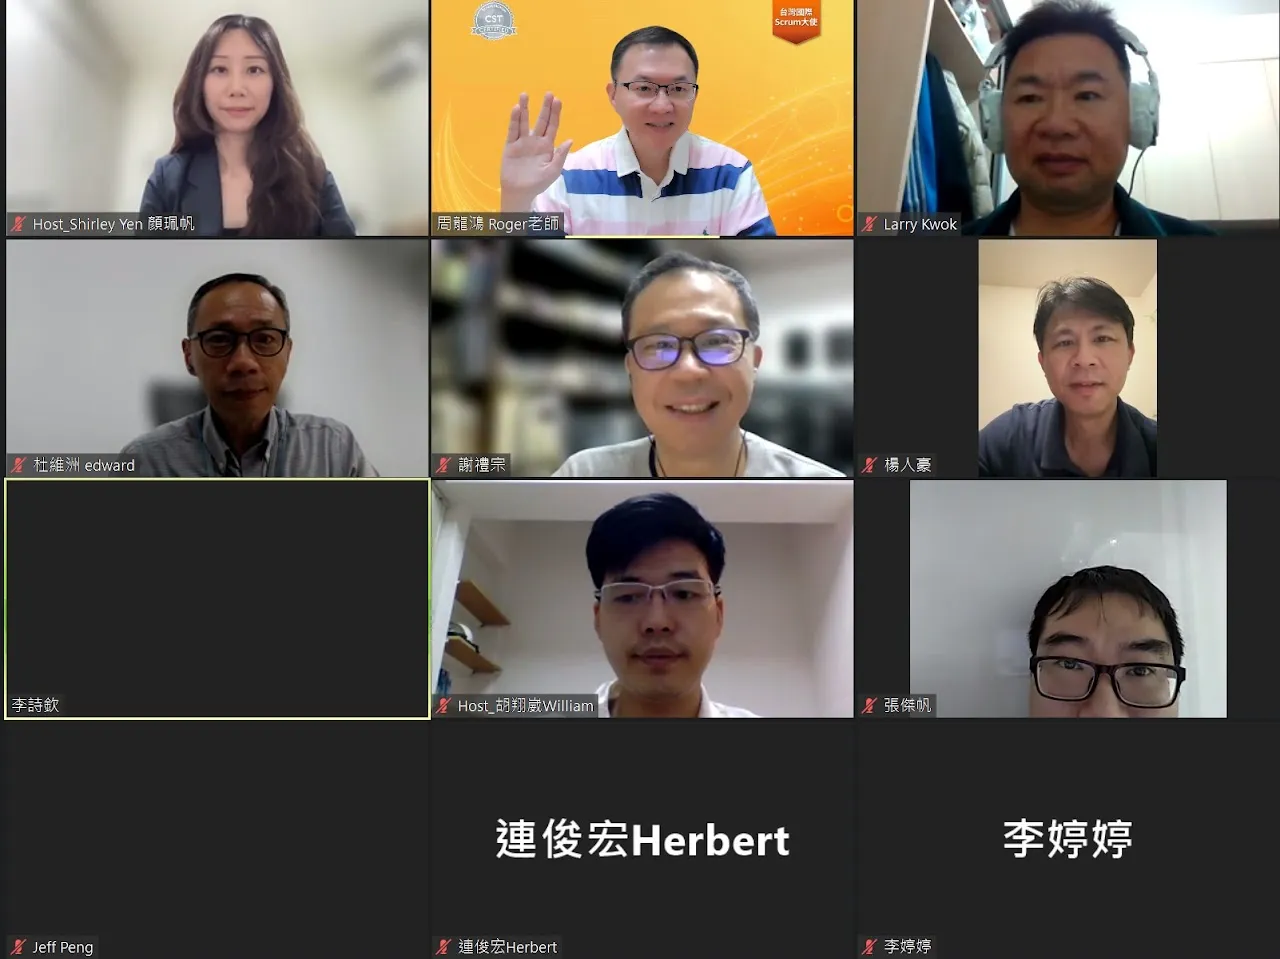 CST
CERTIFIED
台灣國際
Scrum大使
Host_Shirley Yen 顏珮帆
周龍鴻 Roger老師
Larry Kwok
杜維洲 edward
謝禮宗
楊人豪
李詩欽
Host_胡翔崴William
張傑帆
連俊宏Herbert
李婷婷
Jeff Peng
連俊宏Herbert
李婷婷